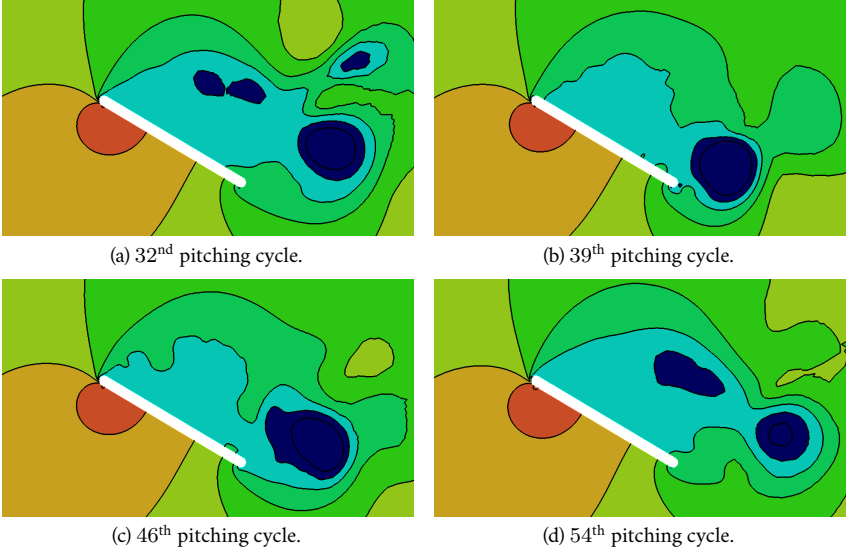 (a) 32nd pitching cycle.
(b) 39th pitching cycle.
(c) 46th pitching cycle.
(d) 54th pitching cycle.